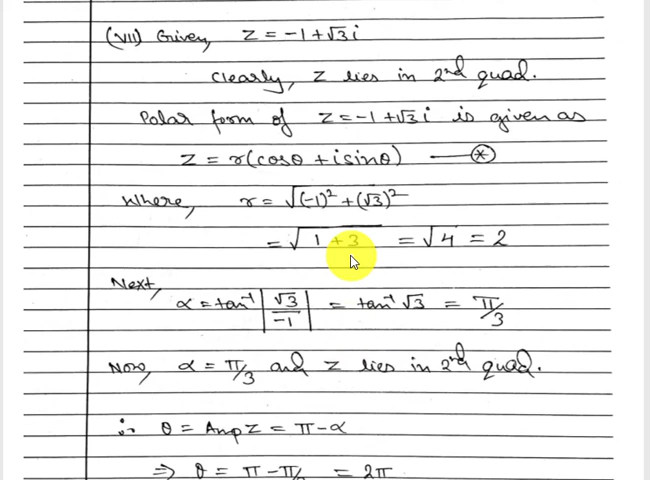 (VII) Given, z = -1 + √3 i
Clearly, z lies in 2nd quad.
Polar form of z = -1 + √3 i is given as
z = r(cosθ + i sinθ) — (*)
Where, r = √((-1)² + (√3)²)
= √(1 + 3) = √4 = 2
Next,
α = tan⁻¹ |√3/-1| = tan⁻¹ √3 = π/3
Now, α = π/3 and z lies in 2nd quad.
∴ θ = Amp z = π - α
⇒ θ = π - π/ = 2π